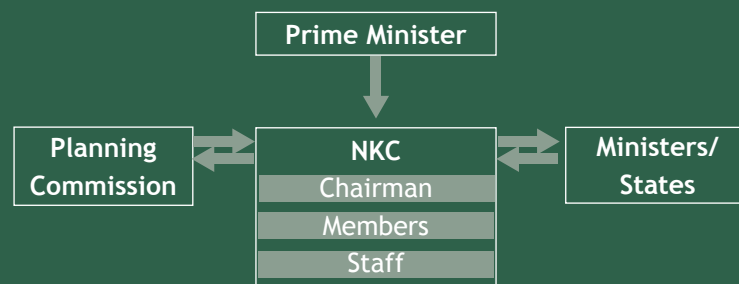 Prime Minister
Planning
Commission
NKC
Chairman
Members
Staff
Ministers/
States